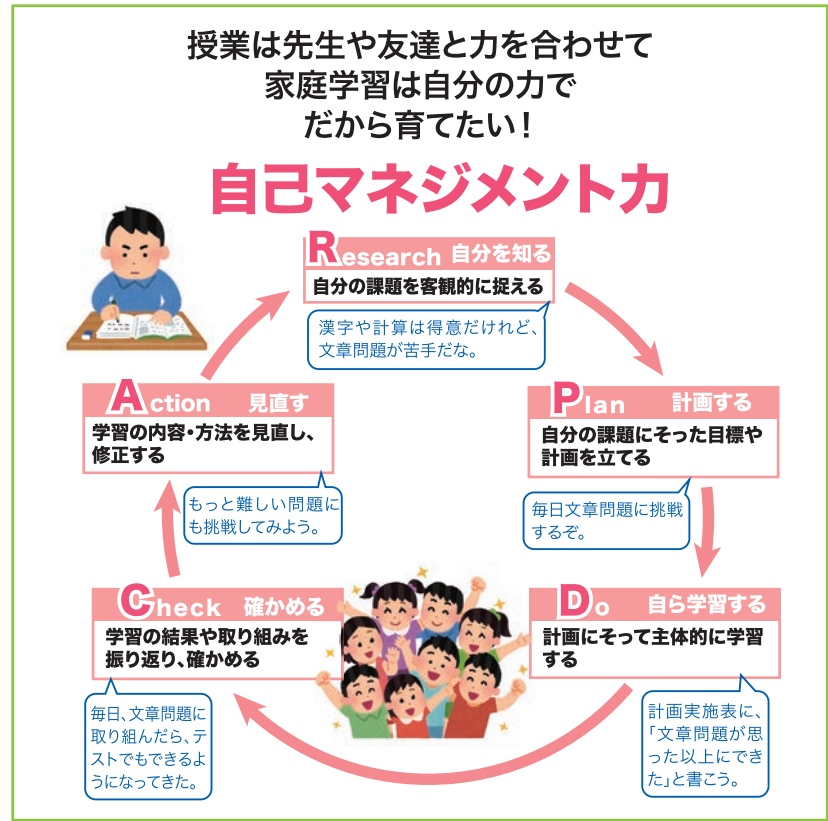 授業は先生や友達と力を合わせて
家庭学習は自分の力で
だから育てたい！
自己マネジメント力
Research 自分を知る
自分の課題を客観的に捉える
漢字や計算は得意だけれど、
文章問題が苦手だな。
Plan 計画する
自分の課題にそった目標や
計画を立てる
毎日文章問題に挑戦
するぞ。
Do 自ら学習する
計画にそって主体的に学習
する
計画実施表に、
「文章問題が思
った以上にでき
た」と書こう。
Check 確かめる
学習の結果や取り組みを
振り返り、確かめる
毎日、文章問題に
取り組んだら、テ
ストでもできるよ
うになってきた。
Action 見直す
学習の内容・方法を見直し、
修正する
もっと難しい問題に
も挑戦してみよう。